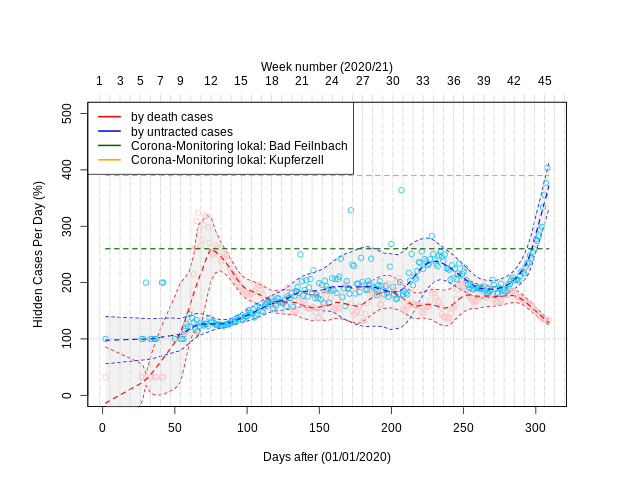 Week number (2020/21)
1 3 5 7 9 12 15 18 21 24 27 30 33 36 39 42 45
by death cases
by untracted cases
Corona-Monitoring lokal: Bad Feilnbach
Corona-Monitoring lokal: Kupferzell
Hidden Cases Per Day (%)
500
400
300
200
100
0
0 50 100 150 200 250 300
Days after (01/01/2020)